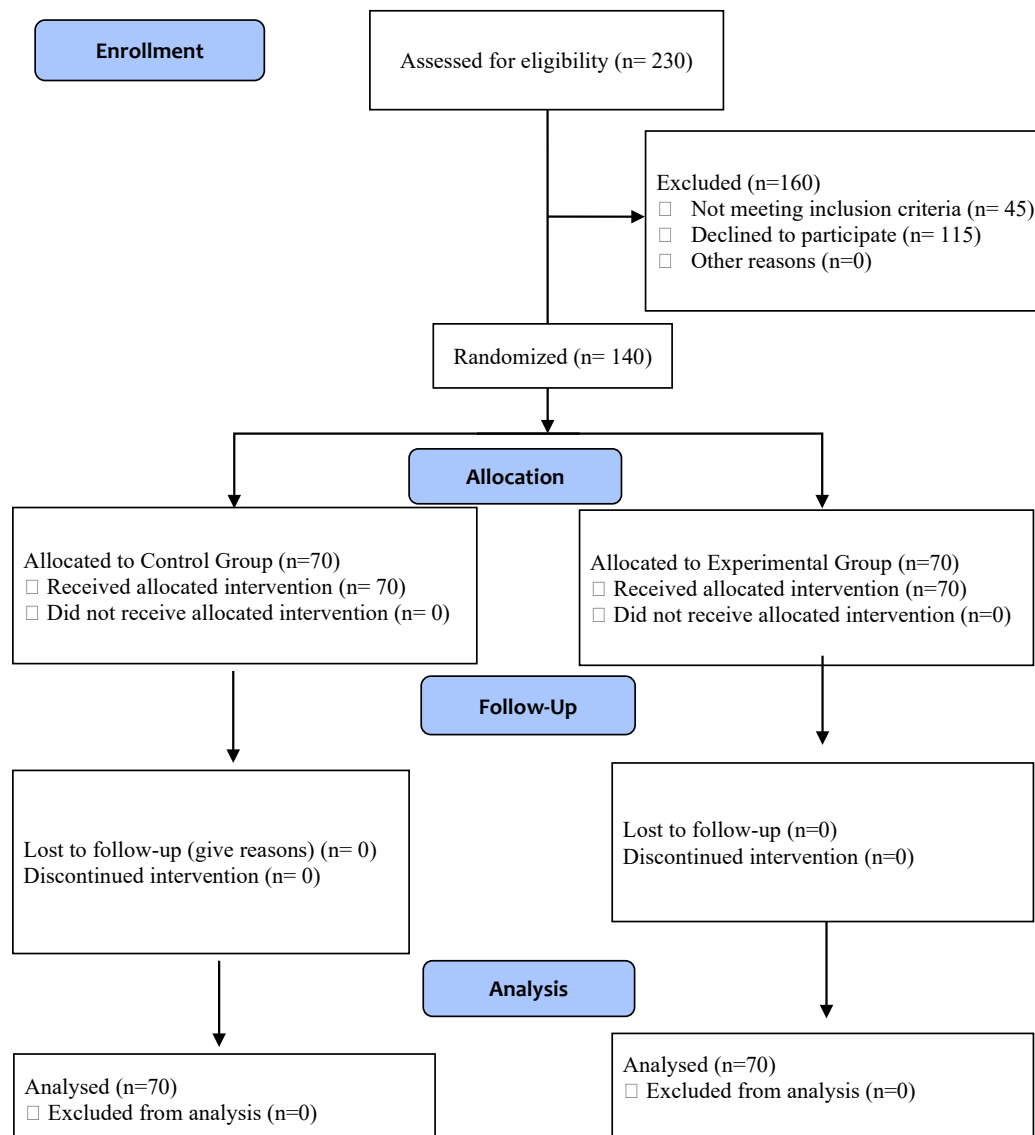 Enrollment
Assessed for eligibility (n= 230)
Excluded (n=160)
Not meeting inclusion criteria (n= 45)
Declined to participate (n= 115)
Other reasons (n=0)
Randomized (n= 140)
Allocation
Allocated to Control Group (n=70)
Received allocated intervention (n= 70)
Did not receive allocated intervention (n= 0)
Allocated to Experimental Group (n=70)
Received allocated intervention (n=70)
Did not receive allocated intervention (n=0)
Follow-Up
Lost to follow-up (give reasons) (n= 0)
Discontinued intervention (n= 0)
Lost to follow-up (n=0)
Discontinued intervention (n=0)
Analysis
Analysed (n=70)
Excluded from analysis (n=0)
Analysed (n=70)
Excluded from analysis (n=0)